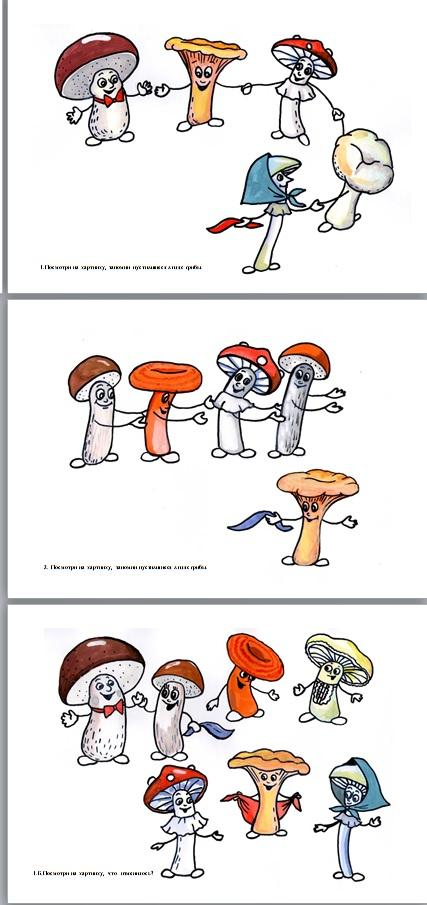 1.Посмотри на картинку, запомни пустившиеся в пляс грибы.
2. Посмотри на картинку, запомни пустившиеся в пляс грибы.
1.Б.Посмотри на картинку, что изменилось?